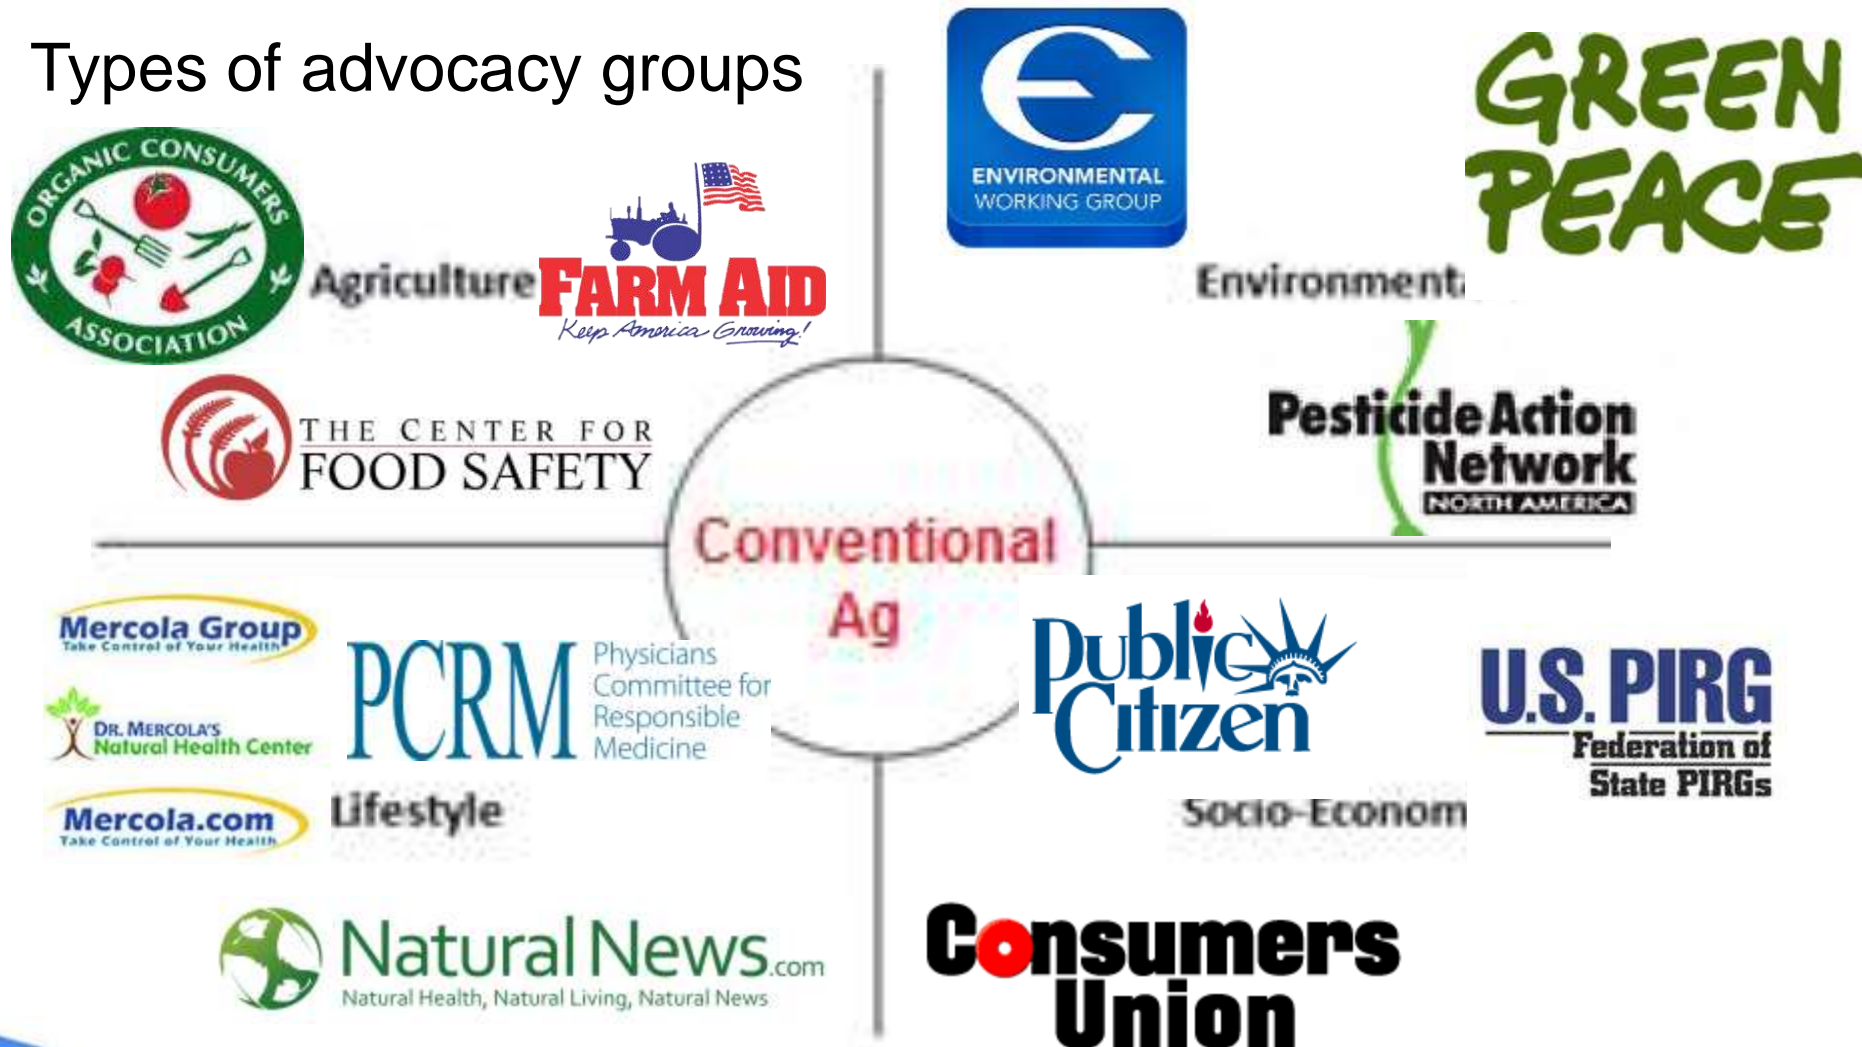 Types of advocacy groups
ORGANIC CONSUMERS
ASSOCIATION
Agriculture
FARM AID
Keep America Growing!
THE CENTER FOR
FOOD SAFETY
ENVIRONMENTAL
WORKING GROUP
GREEN
PEACE
Environmenta
Pesticide Action
Network
NORTH AMERICA
Conventional
Ag
Mercola Group
Take Control of Your Health
DR. MERCOLA'S
Natural Health Center
Mercola.com
Take Control of Your Health
PCRM
Physicians
Committee for
Responsible
Medicine
Lifestyle
Natural News.com
Natural Health, Natural Living, Natural News
Public
Citizen
U.S. PIRG
Federation of
State PIRGs
Socio-Econom
Consumers
Union